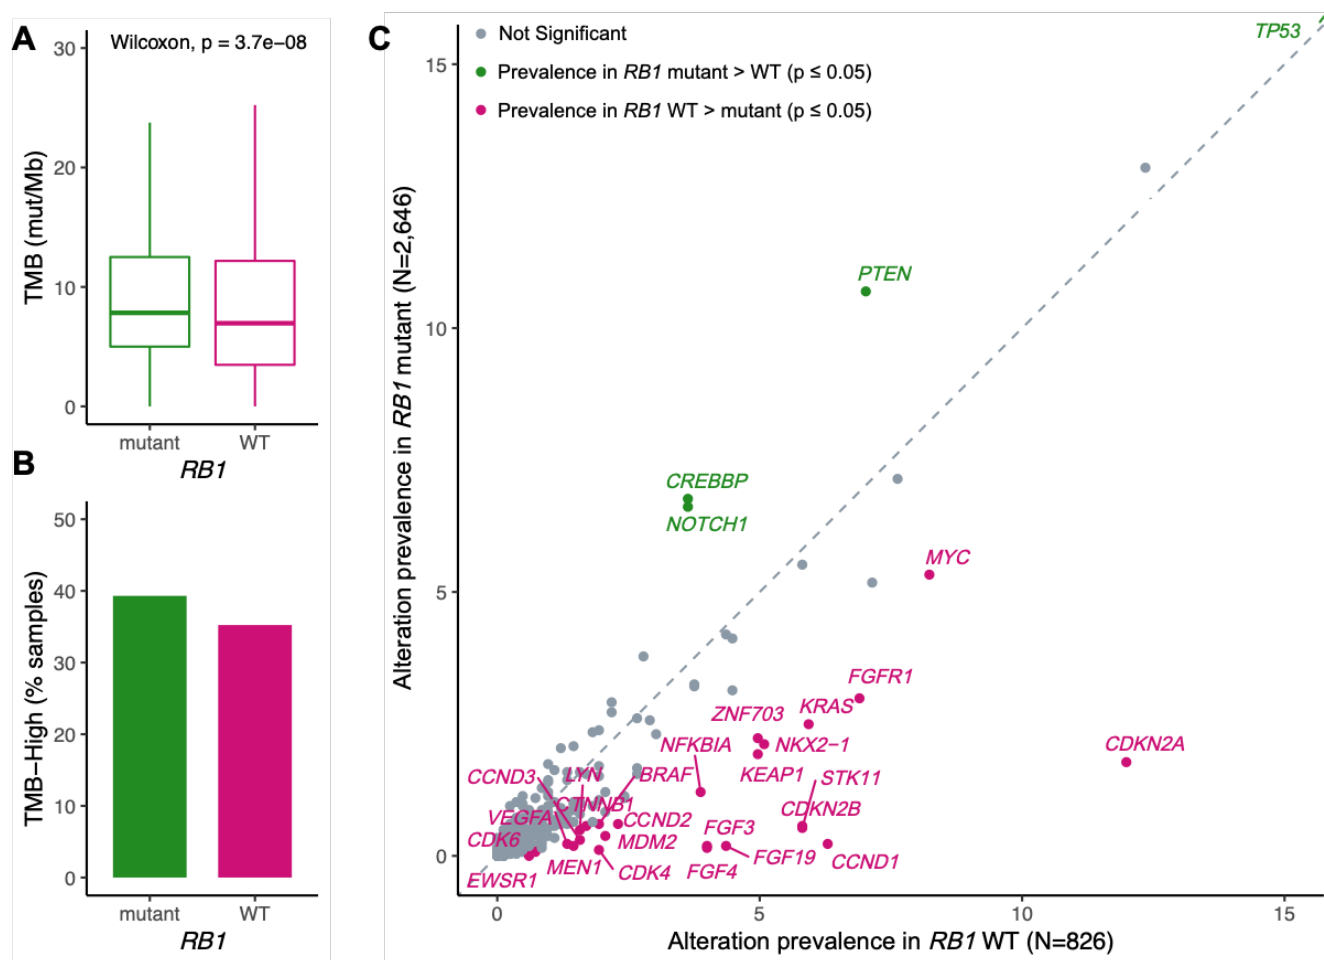 A
Wilcoxon, p = 3.7e−08
TMB (mut/Mb)
30
20
10
0
mutant
WT
RB1
B
TMB−High (% samples)
50
40
30
20
10
0
mutant
WT
RB1
C
Not Significant
Prevalence in RB1 mutant > WT (p ≤ 0.05)
Prevalence in RB1 WT > mutant (p ≤ 0.05)
Alteration prevalence in RB1 mutant (N=2,646)
15
10
5
0
TP53
PTEN
CREBBP
NOTCH1
MYC
FGFR1
ZNF703
KRAS
NFKBIA
NKX2−1
CDKN2A
CCND3
LYN
BRAF
KEAP1
STK11
VEGFA
CTNNB1
CDKN2B
CCND2
CDK6
MDM2
FGF3
MEN1
FGF19
CCND1
EWSR1
CDK4
FGF4
0
5
10
15
Alteration prevalence in RB1 WT (N=826)